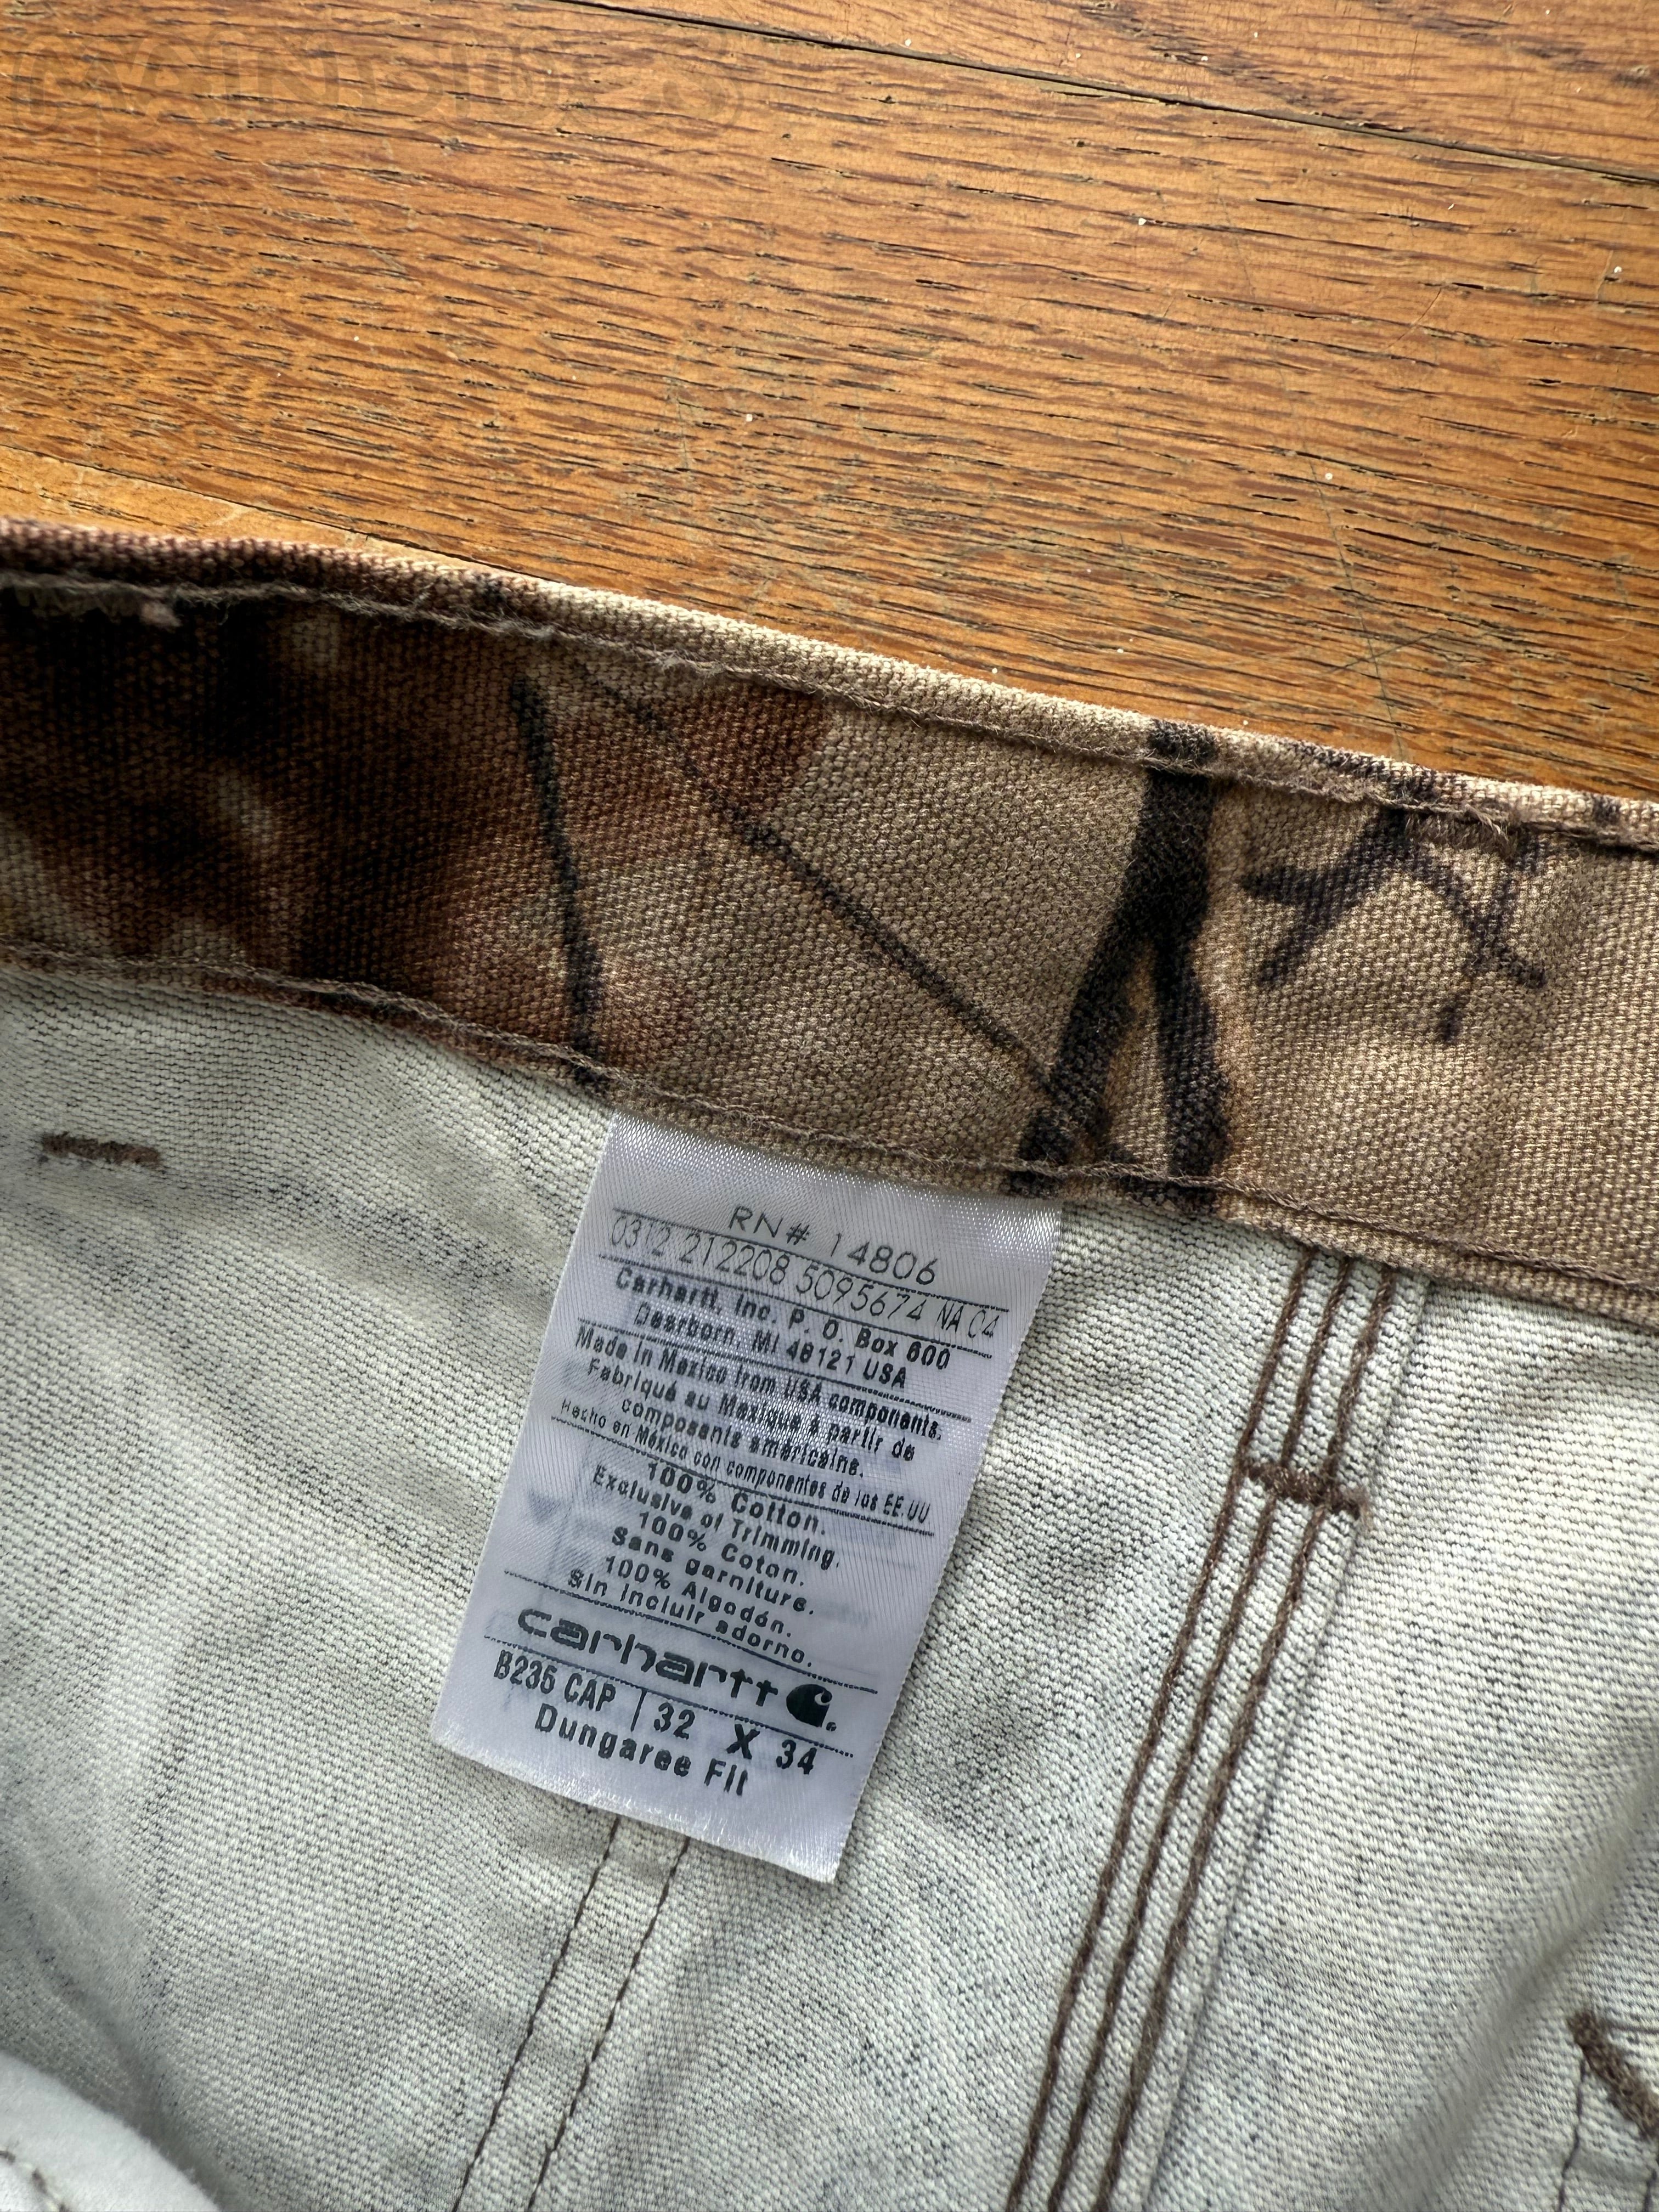 RN# 14806
0312 212208 5095674 NA 04
Carhartt, Inc. P. O. Box 600
Dearborn, MI 48121 USA
Made in Mexico from USA components.
Fabriqué au Mexique à partir de
composants américains.
Hecho en México con componentes de los EE.UU
100% Cotton.
Exclusive of Trimming.
100% Coton.
Sans garniture.
100% Algodón.
Sin incluir adorno.
carhartt
B235 CAP | 32 X 34
Dungaree Fit